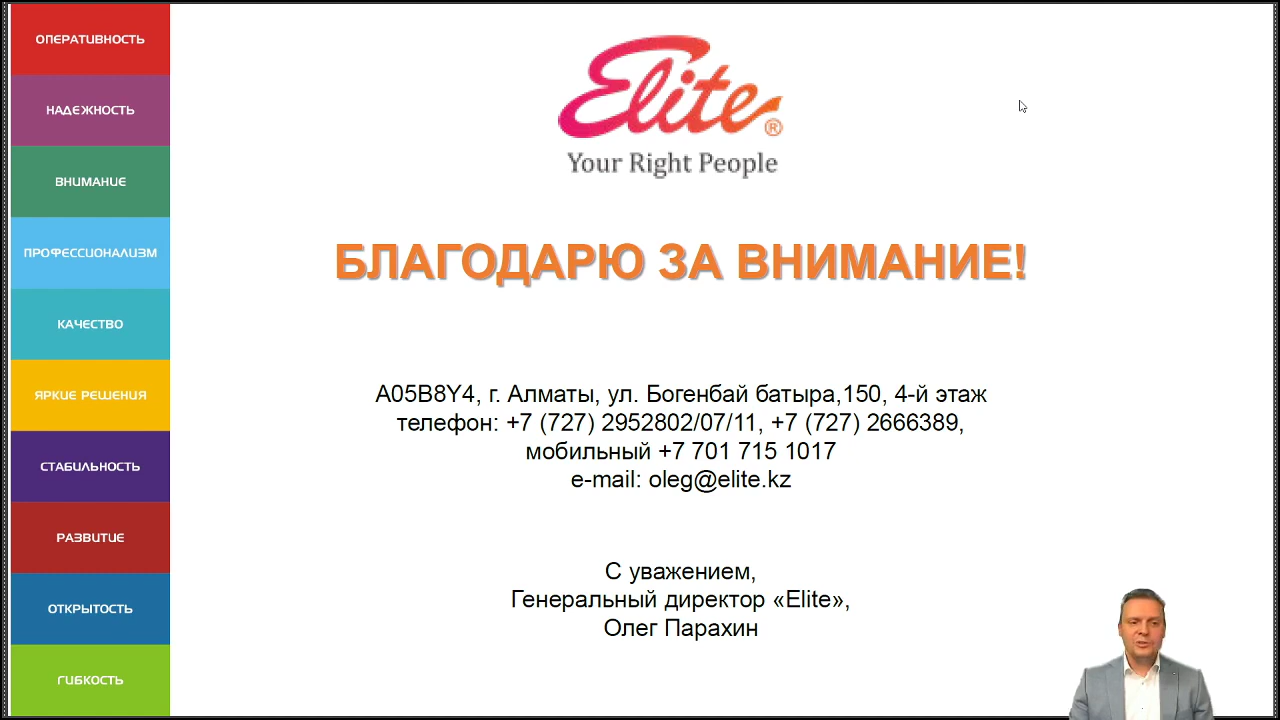 ОПЕРАТИВНОСТЬ
НАДЕЖНОСТЬ
ВНИМАНИЕ
ПРОФЕССИОНАЛИЗМ
КАЧЕСТВО
ЯРКИЕ РЕШЕНИЯ
СТАБИЛЬНОСТЬ
РАЗВИТИЕ
ОТКРЫТОСТЬ
ГИБКОСТЬ
Elite®
Your Right People
БЛАГОДАРЮ ЗА ВНИМАНИЕ!
A05B8Y4, г. Алматы, ул. Богенбай батыра,150, 4-й этаж
телефон: +7 (727) 2952802/07/11, +7 (727) 2666389,
мобильный +7 701 715 1017
e-mail: oleg@elite.kz
С уважением,
Генеральный директор «Elite»,
Олег Парахин